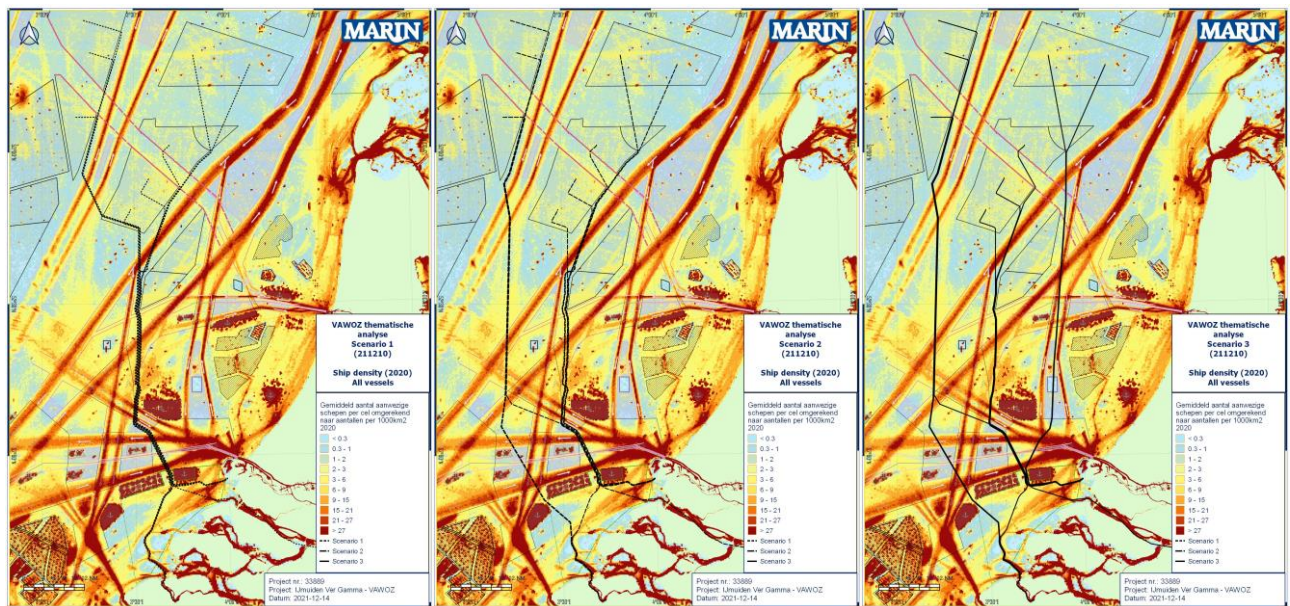 MARIN
VAWOZ thematische
analyse
Scenario 1
(211210)
Ship density (2020)
All vessels
Gemiddeld aantal aanwezige
schepen per cel omgerekend
naar aantallen per 1000km2
2020
< 0.3
0.3 - 1
1 - 2
2 - 3
3 - 6
6 - 9
9 - 15
15 - 21
21 - 27
> 27
Scenario 1
Scenario 2
Scenario 3
Project nr.: 33889
Project: IJmuiden Ver Gamma - VAWOZ
Datum: 2021-12-14
MARIN
VAWOZ thematische
analyse
Scenario 2
(211210)
Ship density (2020)
All vessels
Gemiddeld aantal aanwezige
schepen per cel omgerekend
naar aantallen per 1000km2
2020
< 0.3
0.3 - 1
1 - 2
2 - 3
3 - 6
6 - 9
9 - 15
15 - 21
21 - 27
> 27
Scenario 1
Scenario 2
Scenario 3
Project nr.: 33889
Project: IJmuiden Ver Gamma - VAWOZ
Datum: 2021-12-14
MARIN
VAWOZ thematische
analyse
Scenario 3
(211210)
Ship density (2020)
All vessels
Gemiddeld aantal aanwezige
schepen per cel omgerekend
naar aantallen per 1000km2
2020
< 0.3
0.3 - 1
1 - 2
2 - 3
3 - 6
6 - 9
9 - 15
15 - 21
21 - 27
> 27
Scenario 1
Scenario 2
Scenario 3
Project nr.: 33889
Project: IJmuiden Ver Gamma - VAWOZ
Datum: 2021-12-14